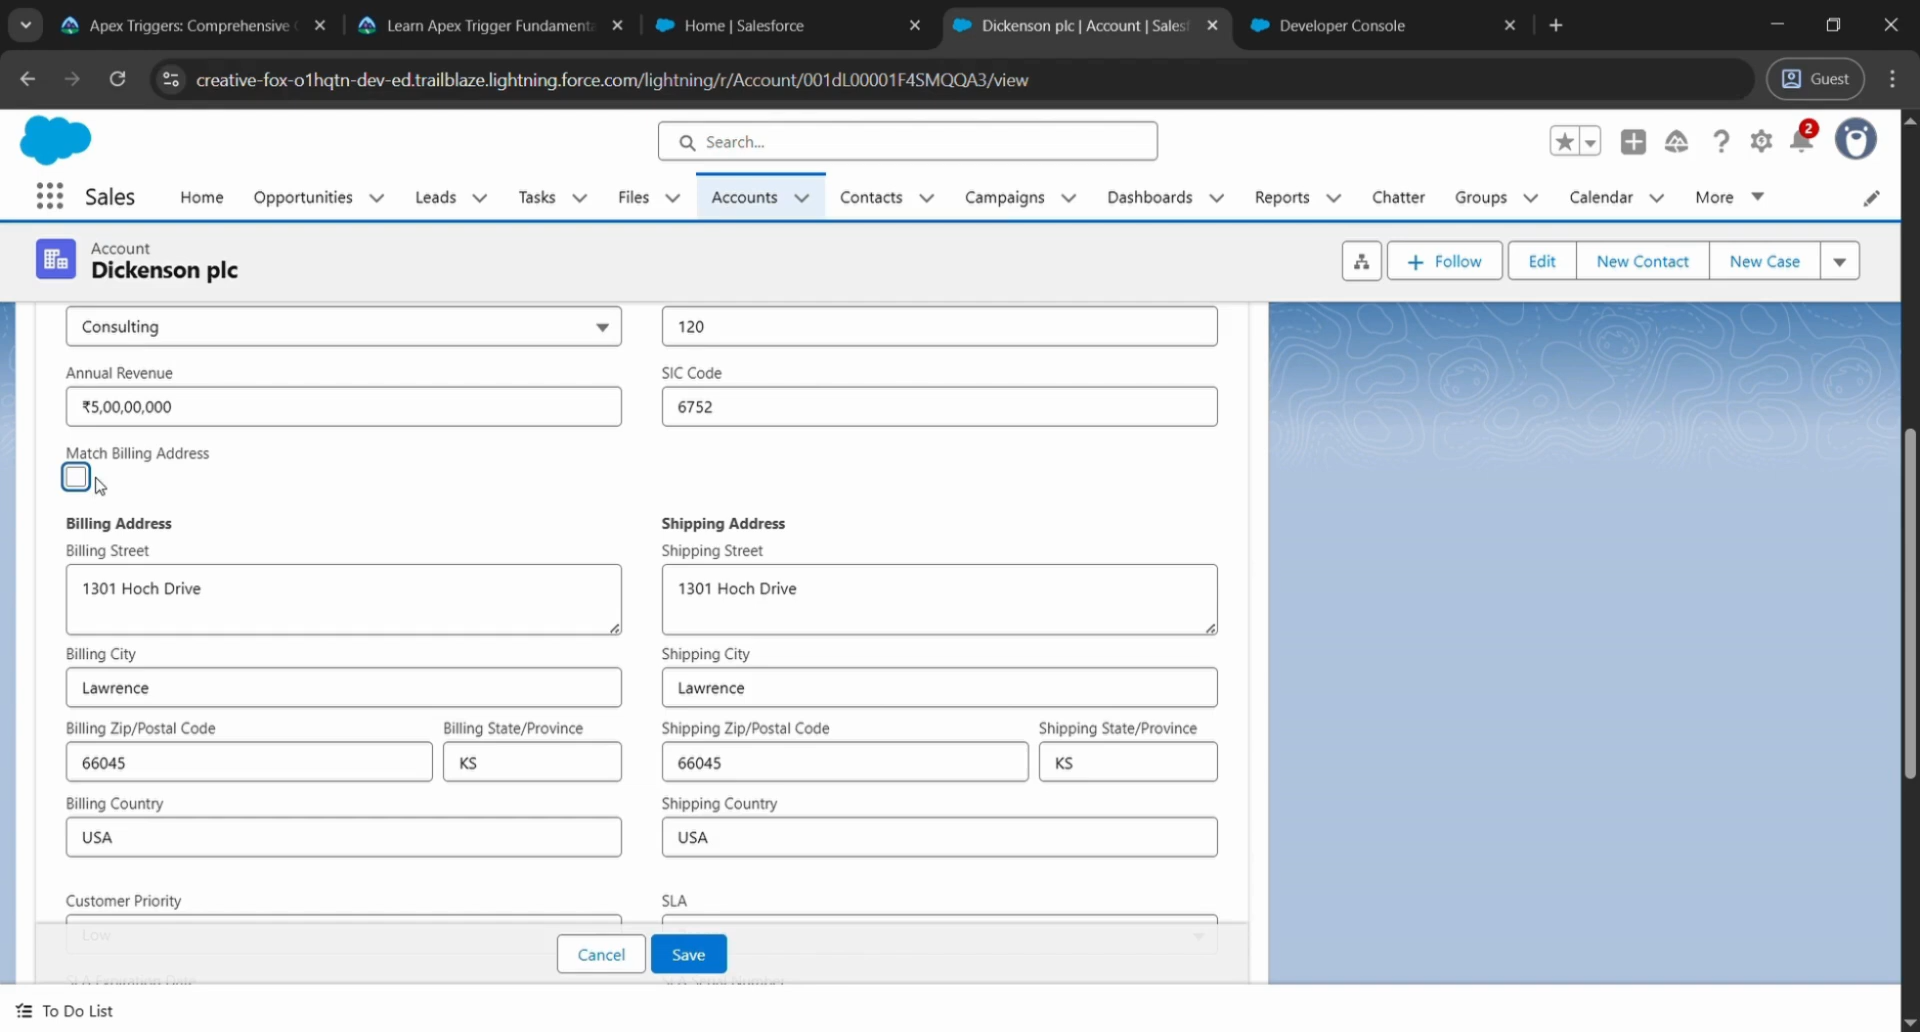 Apex Triggers: Comprehensive
Learn Apex Trigger Fundament
Home | Salesforce
Dickenson plc | Account | Sales
Developer Console
creative-fox-o1hqtn-dev-ed.trailblaze.lightning.force.com/lightning/r/Account/001dL00001F4SMQQA3/view
Guest
Search...
2
Sales
Home
Opportunities
Leads
Tasks
Files
Accounts
Contacts
Campaigns
Dashboards
Reports
Chatter
Groups
Calendar
More
Account
Dickenson plc
Follow
Edit
New Contact
New Case
Consulting
120
Annual Revenue
SIC Code
₹5,00,00,000
6752
Match Billing Address
Billing Address
Shipping Address
Billing Street
Shipping Street
1301 Hoch Drive
1301 Hoch Drive
Billing City
Shipping City
Lawrence
Lawrence
Billing Zip/Postal Code
Billing State/Province
Shipping Zip/Postal Code
Shipping State/Province
66045
KS
66045
KS
Billing Country
Shipping Country
USA
USA
Customer Priority
SLA
Low
Cancel
Save
To Do List